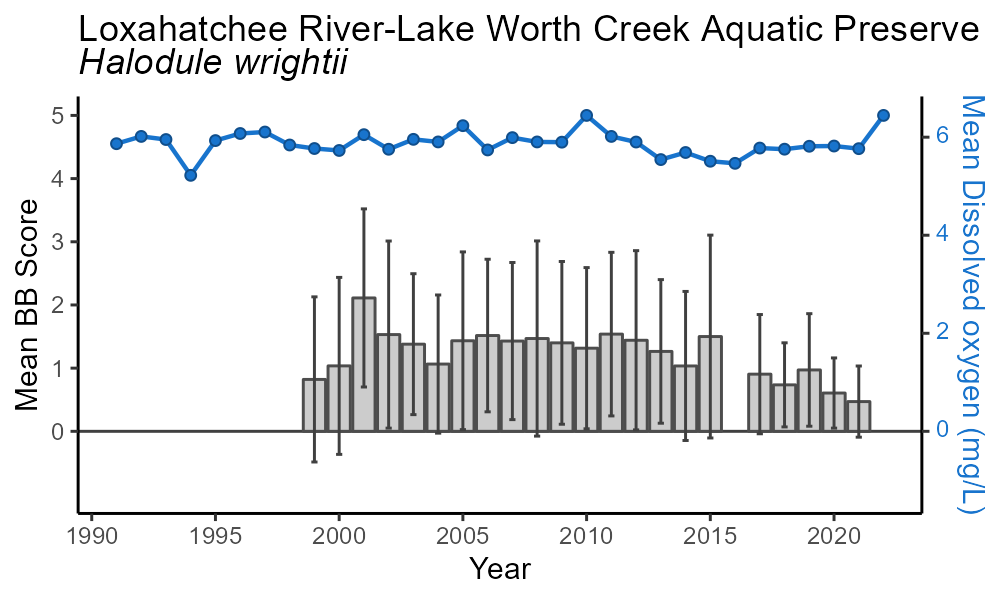 Loxahatchee River-Lake Worth Creek Aquatic Preserve
Halodule wrightii
Mean BB Score
5
4
3
2
1
0
Mean Dissolved oxygen (mg/L)
6
4
2
0
1990 1995 2000 2005 2010 2015 2020
Year